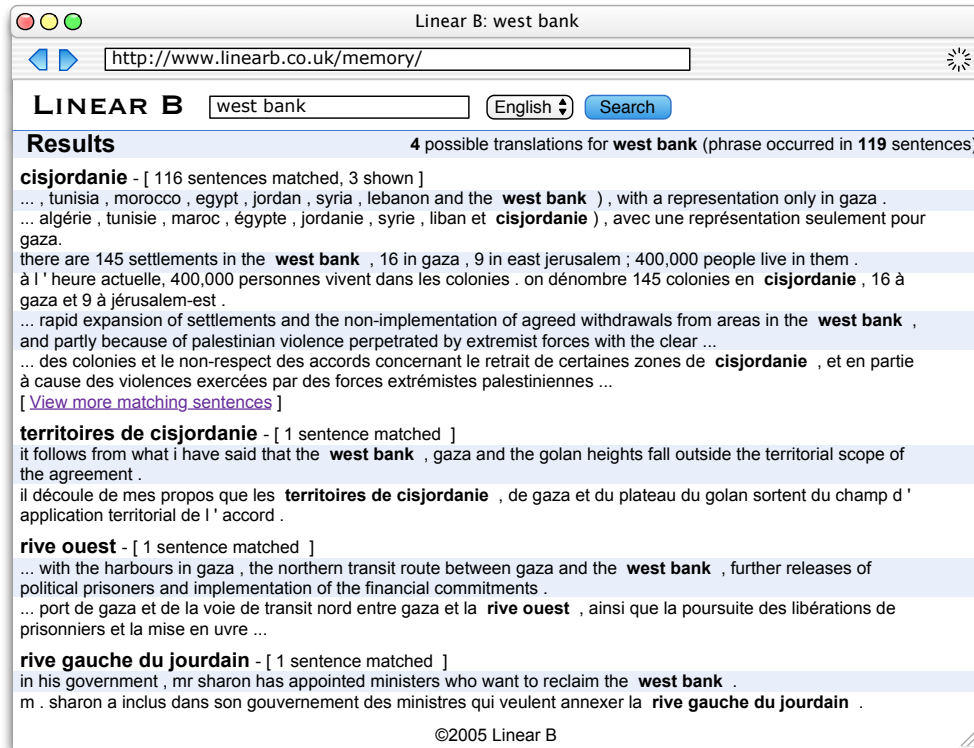 Linear B: west bank
http://www.linearb.co.uk/memory/
LINEAR B west bank English Search
Results 4 possible translations for west bank (phrase occurred in 119 sentences)
cisjordanie - [ 116 sentences matched, 3 shown ]
... , tunisia , morocco , egypt , jordan , syria , lebanon and the west bank ) , with a representation only in gaza .
... algérie , tunisie , maroc , égypte , jordanie , syrie , liban et cisjordanie ) , avec une représentation seulement pour
gaza.
there are 145 settlements in the west bank , 16 in gaza , 9 in east jerusalem ; 400,000 people live in them .
à l ' heure actuelle, 400,000 personnes vivent dans les colonies . on dénombre 145 colonies en cisjordanie , 16 à
gaza et 9 à jérusalem-est .
... rapid expansion of settlements and the non-implementation of agreed withdrawals from areas in the west bank ,
and partly because of palestinian violence perpetrated by extremist forces with the clear ...
... des colonies et le non-respect des accords concernant le retrait de certaines zones de cisjordanie , et en partie
à cause des violences exercées par des forces extrémistes palestiniennes ...
[ View more matching sentences ]
territoires de cisjordanie - [ 1 sentence matched ]
it follows from what i have said that the west bank , gaza and the golan heights fall outside the territorial scope of
the agreement .
il découle de mes propos que les territoires de cisjordanie , de gaza et du plateau du golan sortent du champ d '
application territorial de l ' accord .
rive ouest - [ 1 sentence matched ]
... with the harbours in gaza , the northern transit route between gaza and the west bank , further releases of
political prisoners and implementation of the financial commitments .
... port de gaza et de la voie de transit nord entre gaza et la rive ouest , ainsi que la poursuite des libérations de
prisonniers et la mise en uvre ...
rive gauche du jourdain - [ 1 sentence matched ]
in his government , mr sharon has appointed ministers who want to reclaim the west bank .
m . sharon a inclus dans son gouvernement des ministres qui veulent annexer la rive gauche du jourdain .
©2005 Linear B